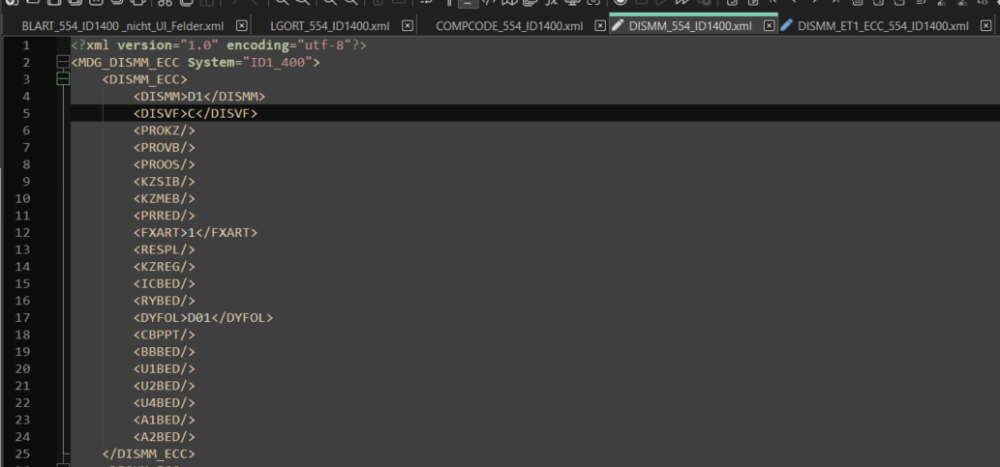 BLART_554_ID1400 _nicht_UI_Felder.xml LGORT_554_ID1400.xml COMPCODE_554_ID1400.xml DISMM_554_ID1400.xml DISMM_ET1_ECC_554_ID1400.xml
1 <?xml version="1.0" encoding="utf-8"?>
2 <MDG_DISMM_ECC System="ID1_400">
3 <DISMM_ECC>
4 <DISMM>D1</DISMM>
5 <DISVF>C</DISVF>
6 <PROKZ/>
7 <PROVB/>
8 <PROOS/>
9 <KZSIB/>
10 <KZMEB/>
11 <PRRED/>
12 <FXART>1</FXART>
13 <RESPL/>
14 <KZREG/>
15 <ICBED/>
16 <RYBED/>
17 <DYFOL>D01</DYFOL>
18 <CBPPT/>
19 <BBBED/>
20 <U1BED/>
21 <U2BED/>
22 <U4BED/>
23 <A1BED/>
24 <A2BED/>
25 </DISMM_ECC>